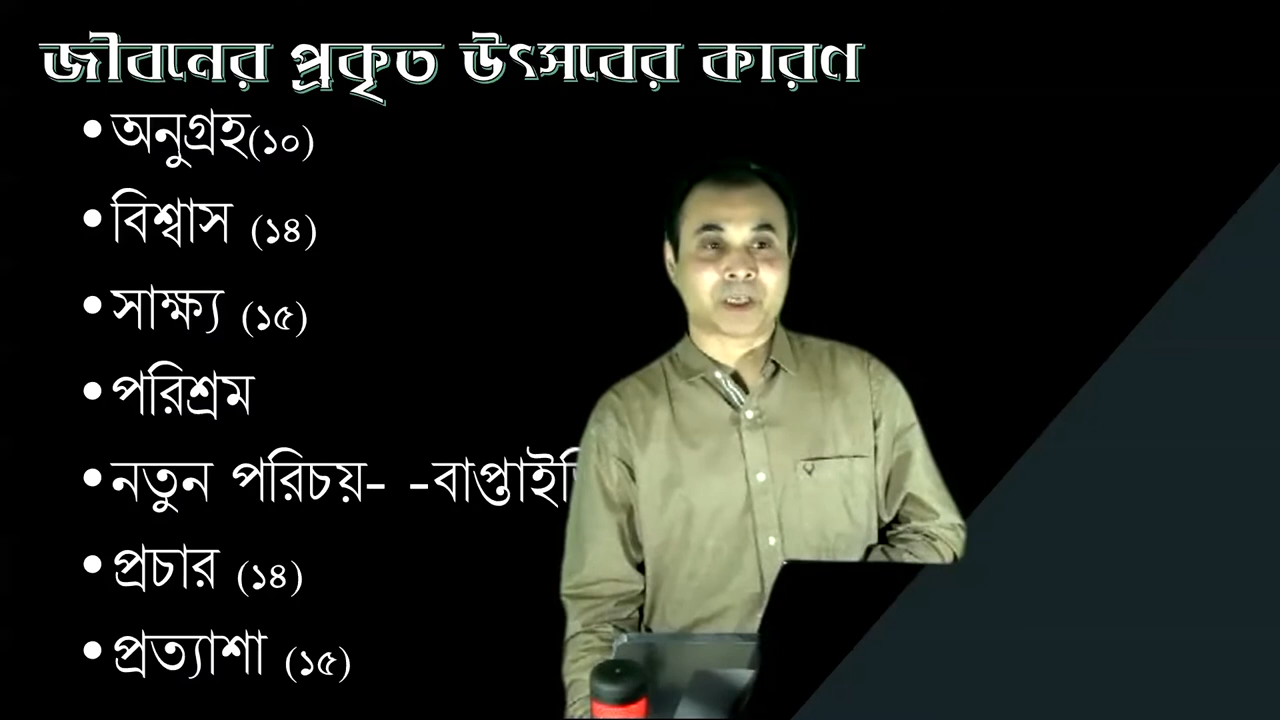 জীবনের প্রকৃত উৎসবের কারণ
• অনুগ্রহ(১০)
• বিশ্বাস (১৪)
• সাক্ষ্য (১৫)
• পরিশ্রম
• নতুন পরিচয়- -
• প্রচার (১৪)
• প্রত্যাশা (১৫)